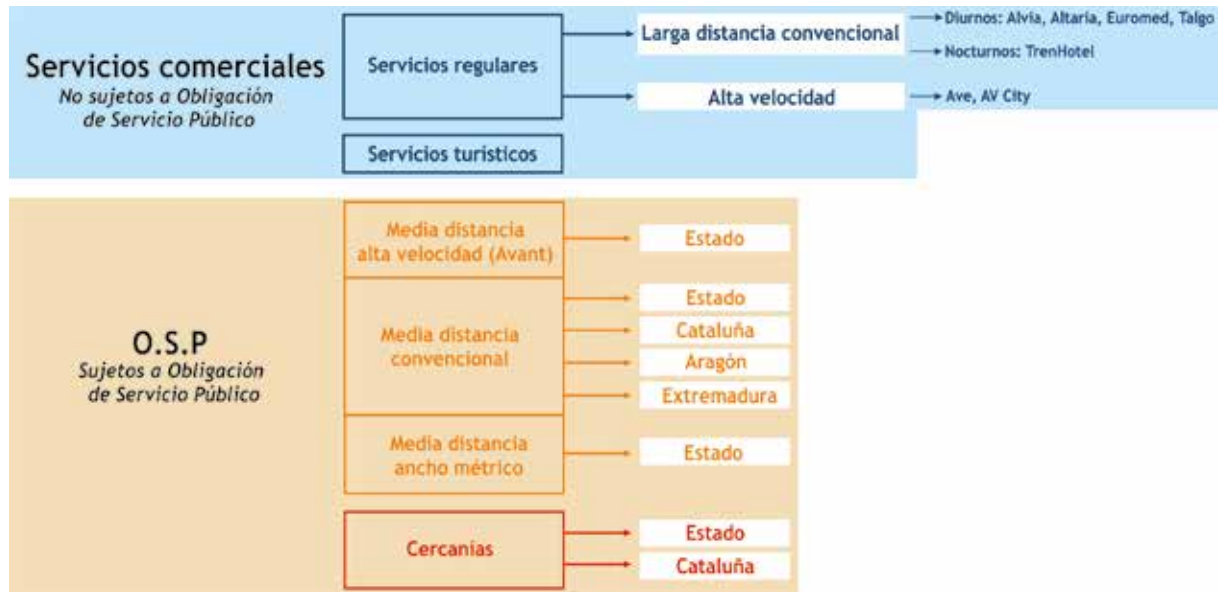 Servicios comerciales
No sujetos a Obligación
de Servicio Público
Servicios regulares
Larga distancia convencional
Diurnos: Alvia, Altaria, Euromed, Talgo
Nocturnos: TrenHotel
Alta velocidad
Ave, AV City
Servicios turísticos
O.S.P
Sujetos a Obligación
de Servicio Público
Media distancia
alta velocidad (Avant)
Estado
Media distancia
convencional
Estado
Cataluña
Aragón
Extremadura
Media distancia
ancho métrico
Estado
Cercanías
Estado
Cataluña